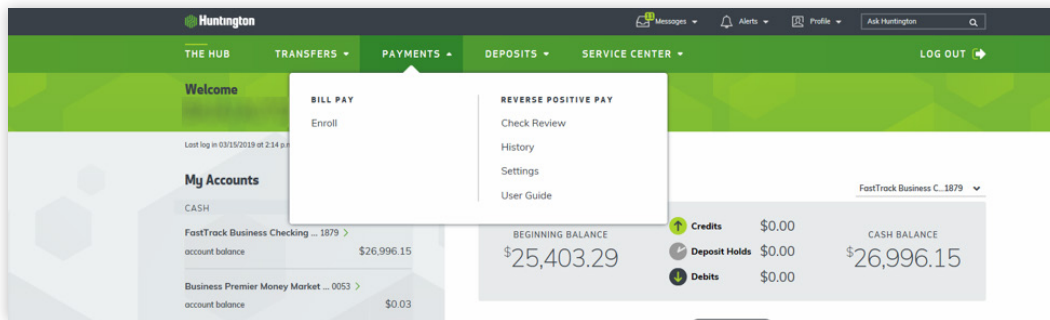 Huntington
11
Messages Alerts Profile Ask Huntington
THE HUB TRANSFERS PAYMENTS DEPOSITS SERVICE CENTER LOG OUT
Welcome
BILL PAY
Enroll
REVERSE POSITIVE PAY
Check Review
History
Settings
User Guide
Last log in 03/15/2019 at 2:14 p.m
My Accounts
CASH
FastTrack Business Checking ... 1879 >
account balance $26,996.15
Business Premier Money Market ... 0053 >
account balance $0.03
FastTrack Business C...1879
BEGINNING BALANCE
$25,403.29
Credits $0.00
Deposit Holds $0.00
Debits $0.00
CASH BALANCE
$26,996.15